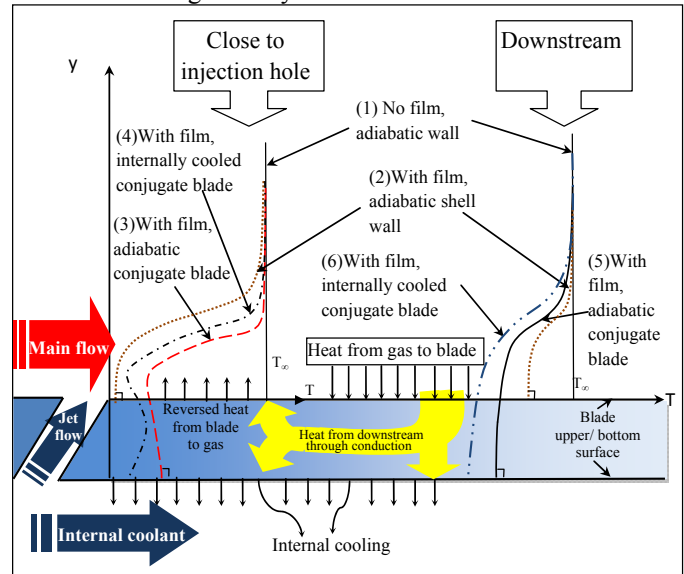 Close to
injection hole
Downstream
y
(1) No film,
adiabatic wall
(4)With film,
internally cooled
conjugate blade
(2)With film,
adiabatic shell
wall
(3)With film,
adiabatic
conjugate blade
(6)With film,
internally cooled
conjugate blade
(5)With
film,
adiabatic
conjugate
blade
Main flow
T∞
T∞
Heat from gas to blade
T
T
Jet
flow
Reversed heat
from blade
to gas
Heat from downstream
through conduction
Blade
upper/ bottom
surface
Internal coolant
Internal cooling